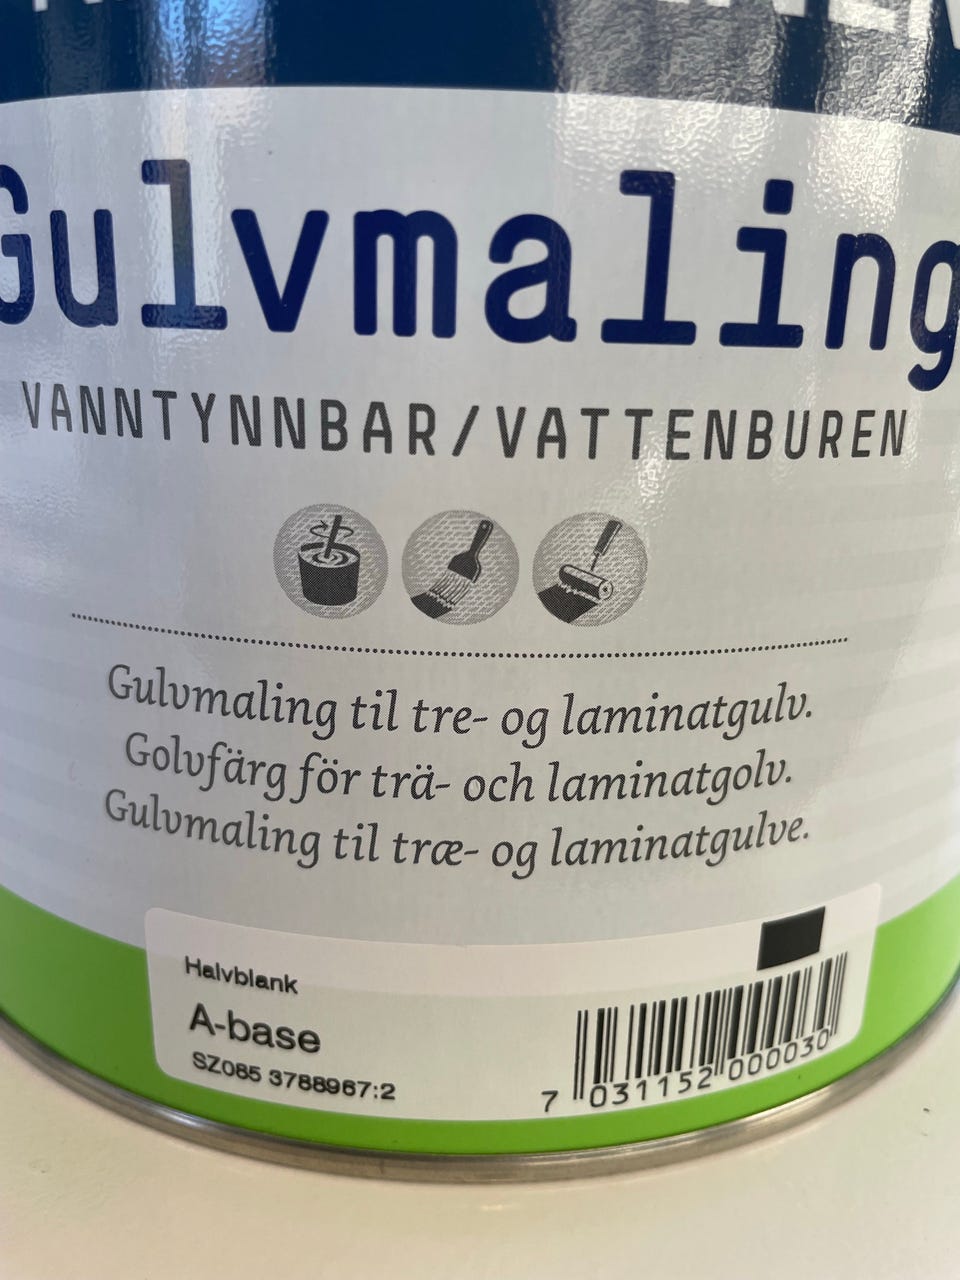 Gulvmaling
VANNTYNNBAR/VATTENBUREN
Gulvmaling til tre- og laminatgulv.
Golvfärg för trä- och laminatgolv.
Gulvmaling til træ- og laminatgulve.
Halvblank
A-base
SZ085 3788967:2
7 031152 000030